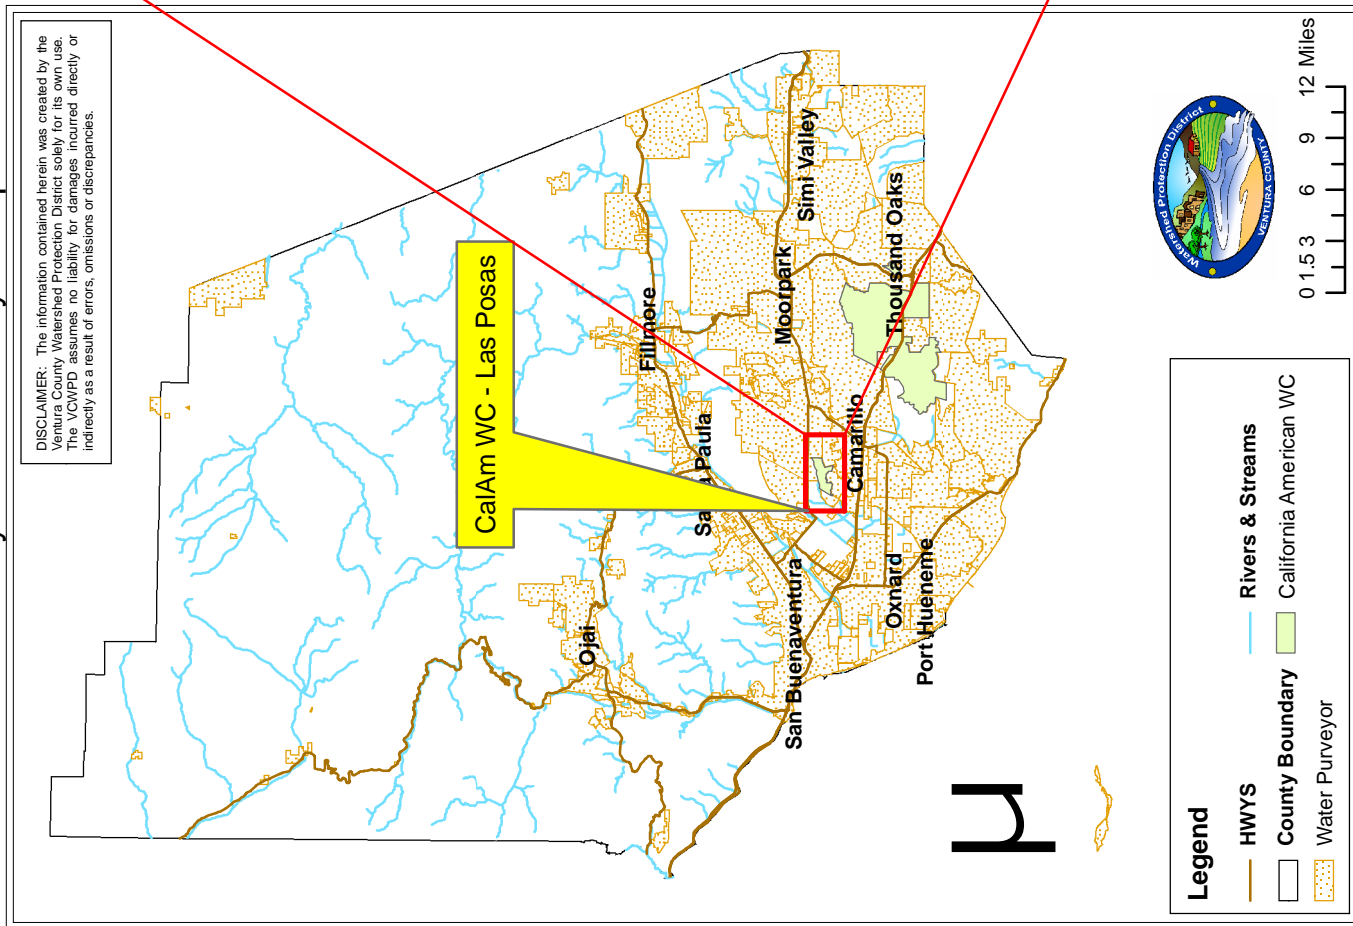 DISCLAIMER: The information contained herein was created by the
Ventura County Watershed Protection District solely for its own use.
The VCWPD assumes no liability for damages incurred directly or
indirectly as a result of errors, omissions or discrepancies.
CalAm WC - Las Posas
Fillmore
Simi Valley
Moorpark
Thousand Oaks
Paula
Camarillo
Ojai
San Buenaventura
Oxnard
Port Hueneme
Watershed Protection District
VENTURA COUNTY
0 1.5 3 6 9 12 Miles
µ
Legend
HWYS
Rivers & Streams
County Boundary
California American WC
Water Purveyor